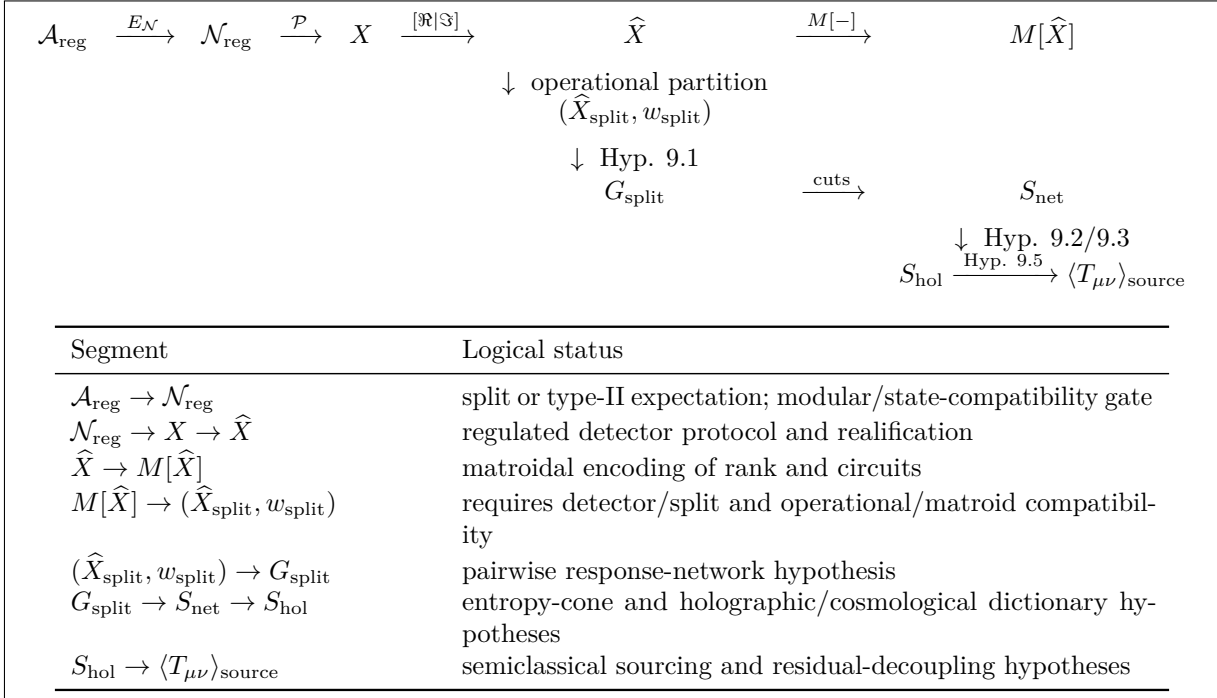 𝒜_reg —E_𝒩→ 𝒩_reg —𝒫→ X —[ℜ|ℑ]→ X̂ —M[−]→ M[X̂]
↓ operational partition
(X̂_split, w_split)
↓ Hyp. 9.1
G_split —cuts→ S_net
↓ Hyp. 9.2/9.3
S_hol —Hyp. 9.5→ ⟨T_μν⟩_source
Segment Logical status
𝒜_reg → 𝒩_reg split or type-II expectation; modular/state-compatibility gate
𝒩_reg → X → X̂ regulated detector protocol and realification
X̂ → M[X̂] matroidal encoding of rank and circuits
M[X̂] → (X̂_split, w_split) requires detector/split and operational/matroid compatibil-
ity
(X̂_split, w_split) → G_split pairwise response-network hypothesis
G_split → S_net → S_hol entropy-cone and holographic/cosmological dictionary hy-
potheses
S_hol → ⟨T_μν⟩_source semiclassical sourcing and residual-decoupling hypotheses